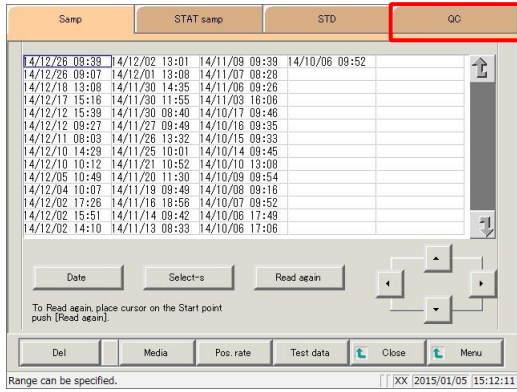 Samp STAT samp STD QC
14/12/26 09:39 14/12/02 13:01 14/11/09 09:39 14/10/06 09:52
14/12/26 09:07 14/12/01 13:08 14/11/07 08:28
14/12/18 13:08 14/11/30 14:35 14/11/06 09:26
14/12/17 15:16 14/11/30 11:55 14/11/03 16:06
14/12/12 15:39 14/11/30 08:40 14/10/17 09:46
14/12/12 09:27 14/11/27 09:49 14/10/16 09:35
14/12/11 08:03 14/11/26 13:32 14/10/15 09:33
14/12/10 14:29 14/11/25 10:01 14/10/14 09:45
14/12/10 10:12 14/11/21 10:52 14/10/10 13:08
14/12/05 10:49 14/11/20 11:30 14/10/09 09:54
14/12/04 10:07 14/11/19 09:49 14/10/08 09:16
14/12/02 17:26 14/11/16 18:56 14/10/07 09:52
14/12/02 15:51 14/11/14 09:42 14/10/06 17:49
14/12/02 14:10 14/11/13 08:33 14/10/06 17:06
Date Select-s Read again
To Read again, place cursor on the Start point
push [Read again].
Del Media Pos. rate Test data Close Menu
Range can be specified. XX 2015/01/05 15:12:11